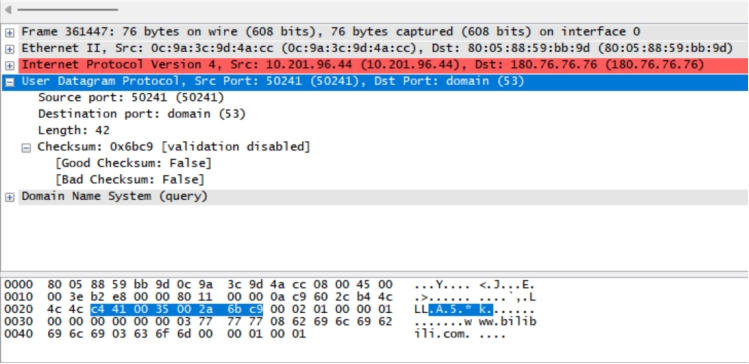 Frame 361447: 76 bytes on wire (608 bits), 76 bytes captured (608 bits) on interface 0
Ethernet II, Src: 0c:9a:3c:9d:4a:cc (0c:9a:3c:9d:4a:cc), Dst: 80:05:88:59:bb:9d (80:05:88:59:bb:9d)
Internet Protocol Version 4, Src: 10.201.96.44 (10.201.96.44), Dst: 180.76.76.76 (180.76.76.76)
User Datagram Protocol, Src Port: 50241 (50241), Dst Port: domain (53)
Source port: 50241 (50241)
Destination port: domain (53)
Length: 42
Checksum: 0x6bc9 [validation disabled]
[Good Checksum: False]
[Bad Checksum: False]
Domain Name System (query)
0000 80 05 88 59 bb 9d 0c 9a 3c 9d 4a cc 08 00 45 00 ...Y.... <.J...E.
0010 00 3e b2 e8 00 00 80 11 00 00 0a c9 60 2c b4 4c .>...... ....`,.L
0020 4c 4c c4 41 00 35 00 2a 6b c9 00 02 01 00 00 01 LL.A.5.* k.......
0030 00 00 00 00 00 00 03 77 77 77 08 62 69 6c 69 62 .......w ww.bilib
0040 69 6c 69 03 63 6f 6d 00 00 01 00 01 ili.com. ....